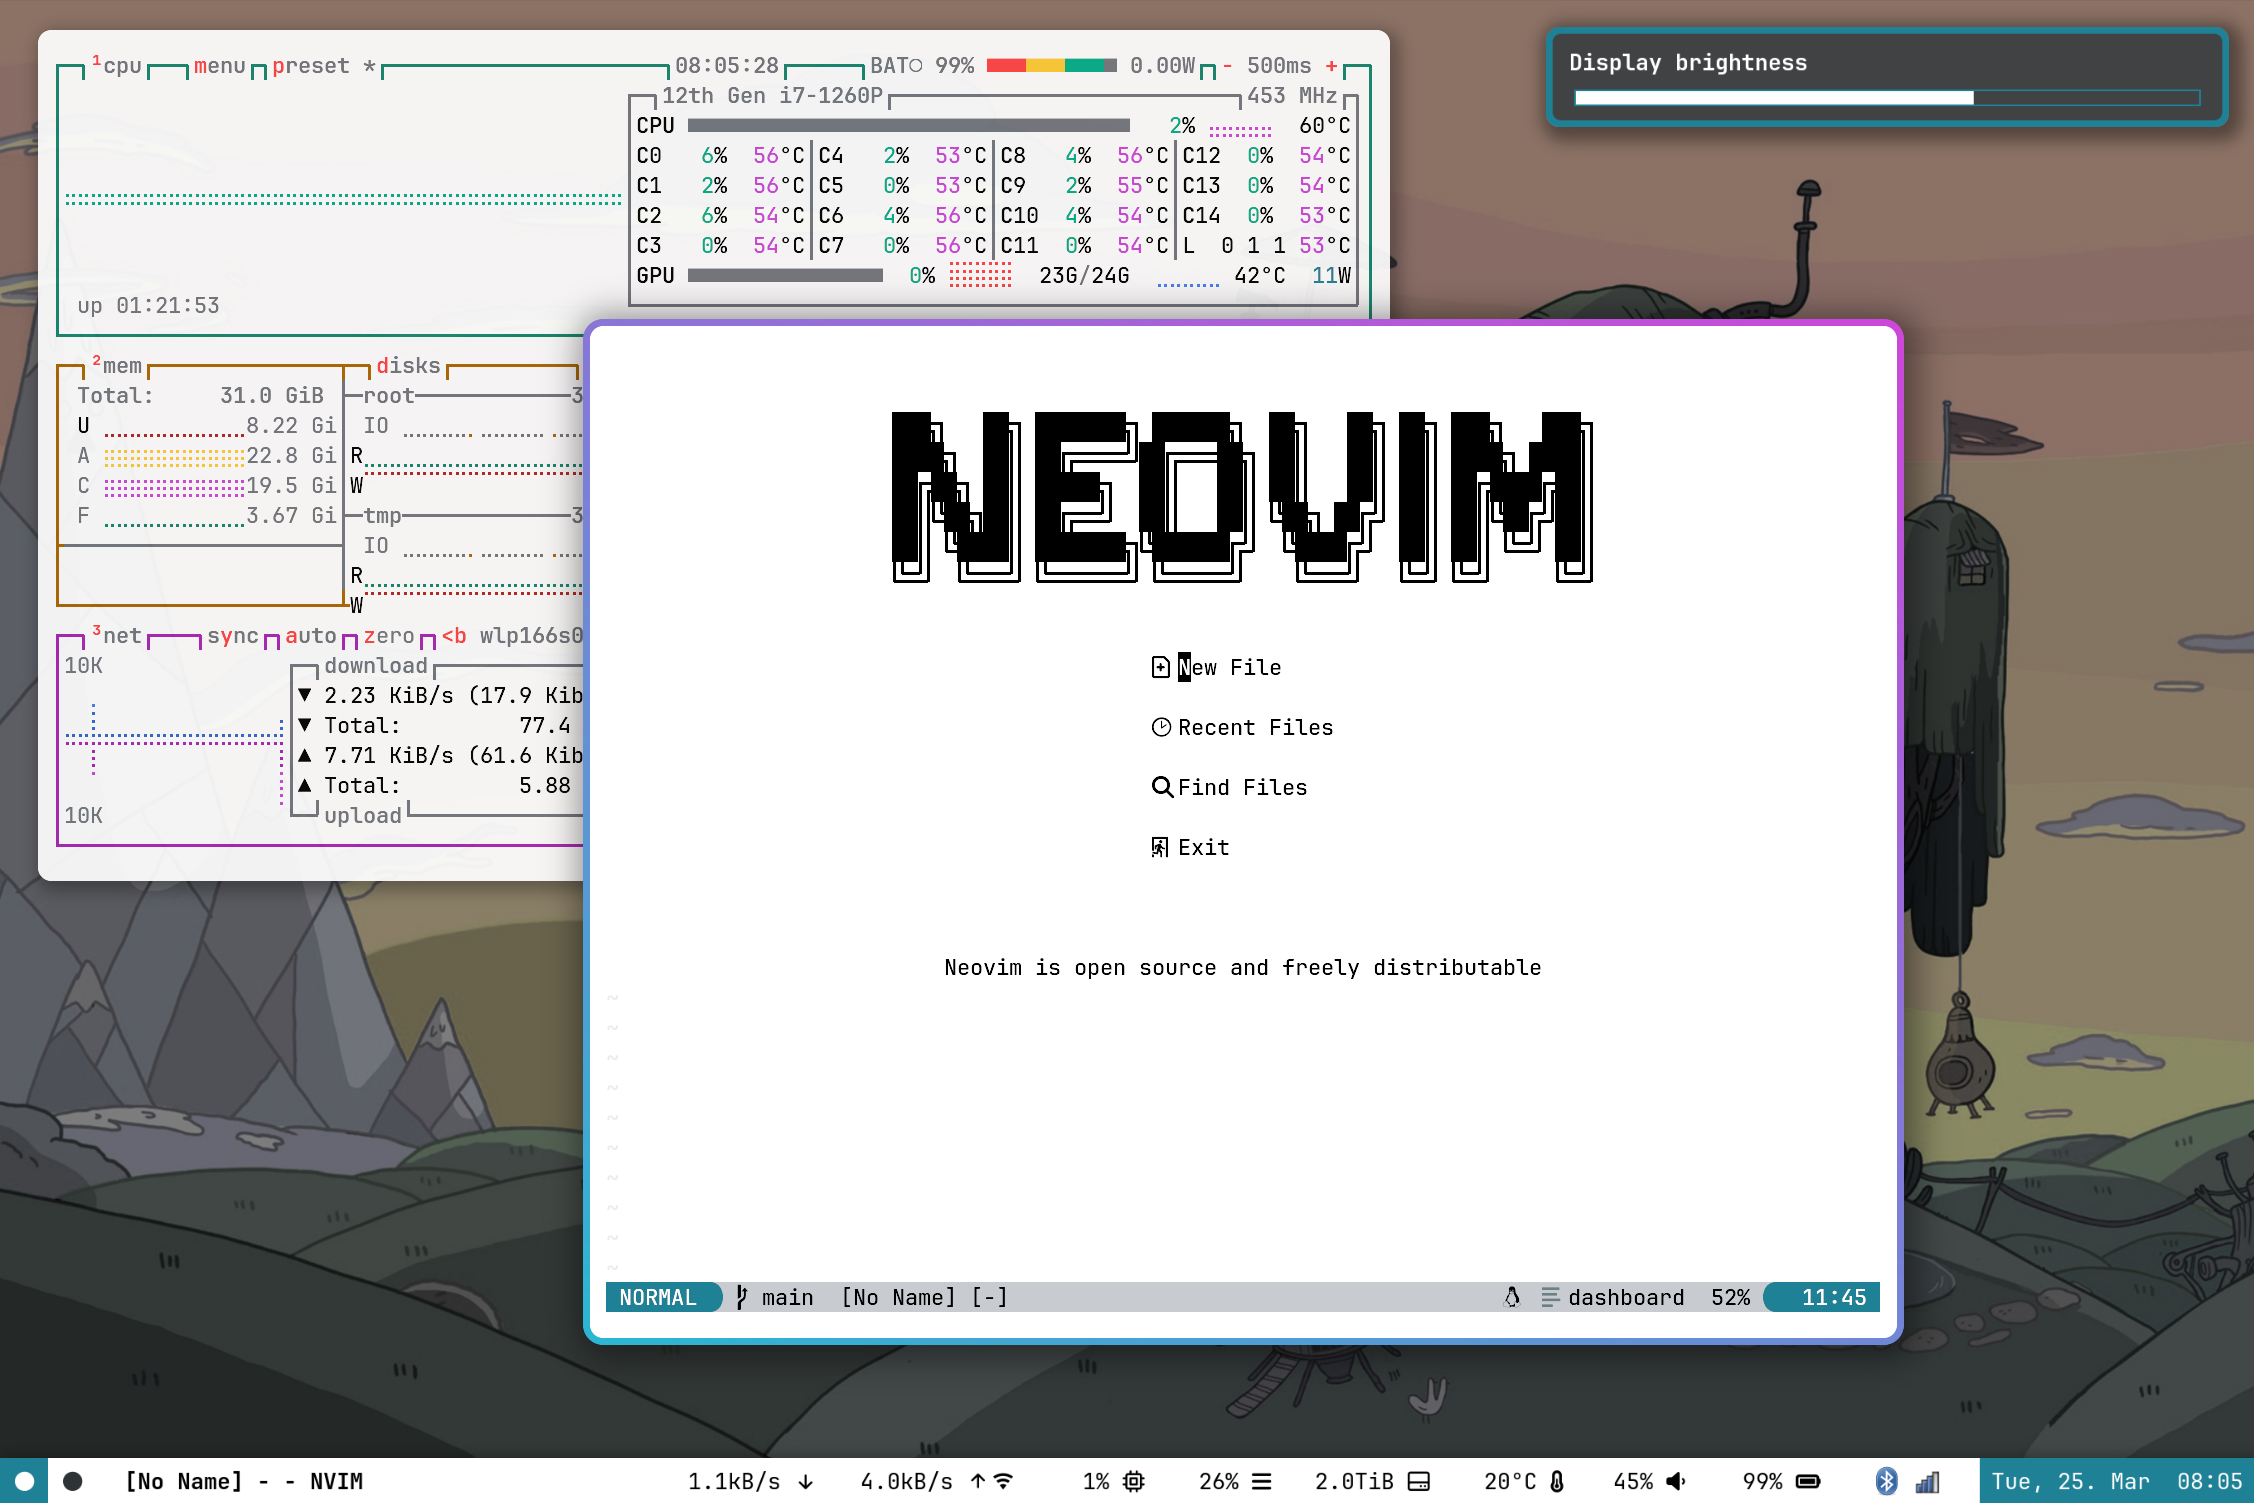 1cpu menu preset * 08:05:28 BAT 99% 0.00W - 500ms +
12th Gen i7-1260P 453 MHz
CPU 2% 60°C
C0 6% 56°C C4 2% 53°C C8 4% 56°C C12 0% 54°C
C1 2% 56°C C5 0% 53°C C9 2% 55°C C13 0% 54°C
C2 6% 54°C C6 4% 56°C C10 4% 54°C C14 0% 53°C
C3 0% 54°C C7 0% 56°C C11 0% 54°C L 0 1 1 53°C
GPU 0% 23G/24G 42°C 11W
up 01:21:53
2mem
Total: 31.0 GiB
U 8.22 Gi
A 22.8 Gi
C 19.5 Gi
F 3.67 Gi
disks
root 3
IO
R
W
tmp 3
IO
R
W
3net sync auto zero <b wlp166s0
10K
10K
download
▼ 2.23 KiB/s (17.9 Kib
▼ Total: 77.4
▲ 7.71 KiB/s (61.6 Kib
▲ Total: 5.88
upload
Display brightness
NEOVIM
New File
Recent Files
Find Files
Exit
Neovim is open source and freely distributable
~
~
~
~
~
~
~
~
~
~
NORMAL main [No Name] [-] dashboard 52% 11:45
[No Name] - - NVIM 1.1kB/s ↓ 4.0kB/s ↑ 1% 26% 2.0TiB 20°C 45% 99% Tue, 25. Mar 08:05